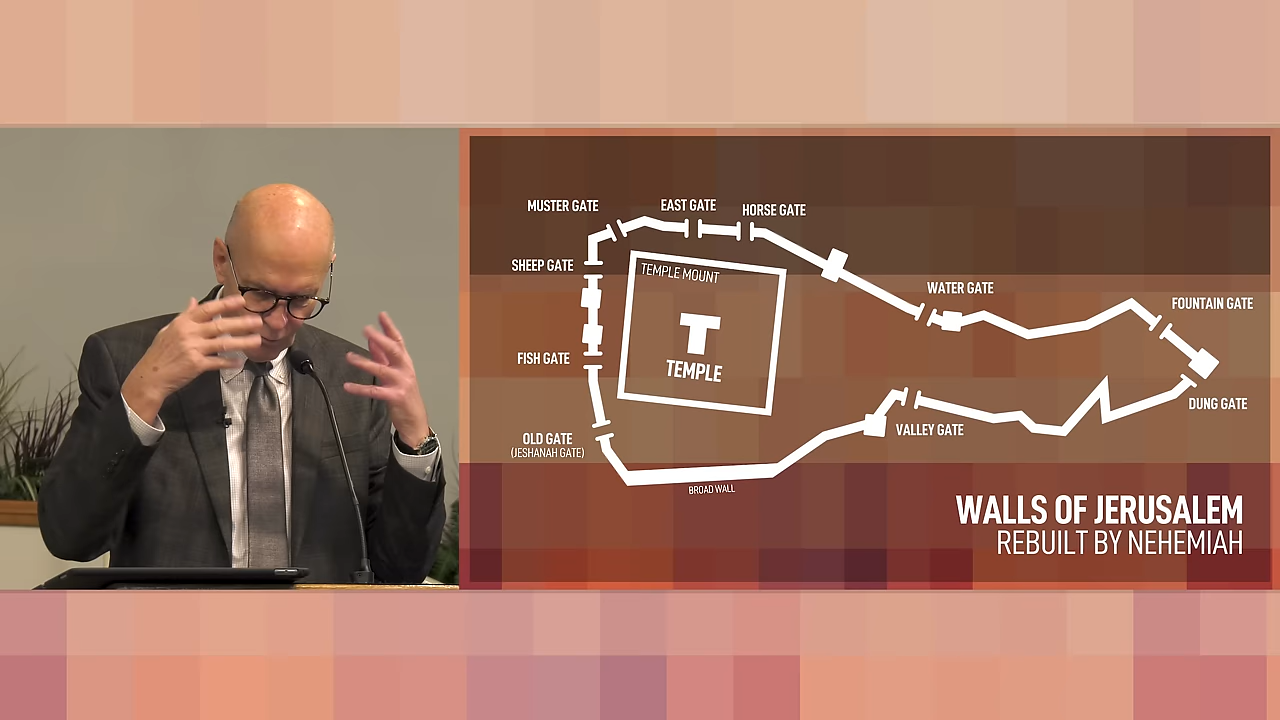 MUSTER GATE
EAST GATE
HORSE GATE
SHEEP GATE
TEMPLE MOUNT
WATER GATE
FOUNTAIN GATE
FISH GATE
TEMPLE
DUNG GATE
VALLEY GATE
OLD GATE
(JESHANAH GATE)
BROAD WALL
WALLS OF JERUSALEM
REBUILT BY NEHEMIAH